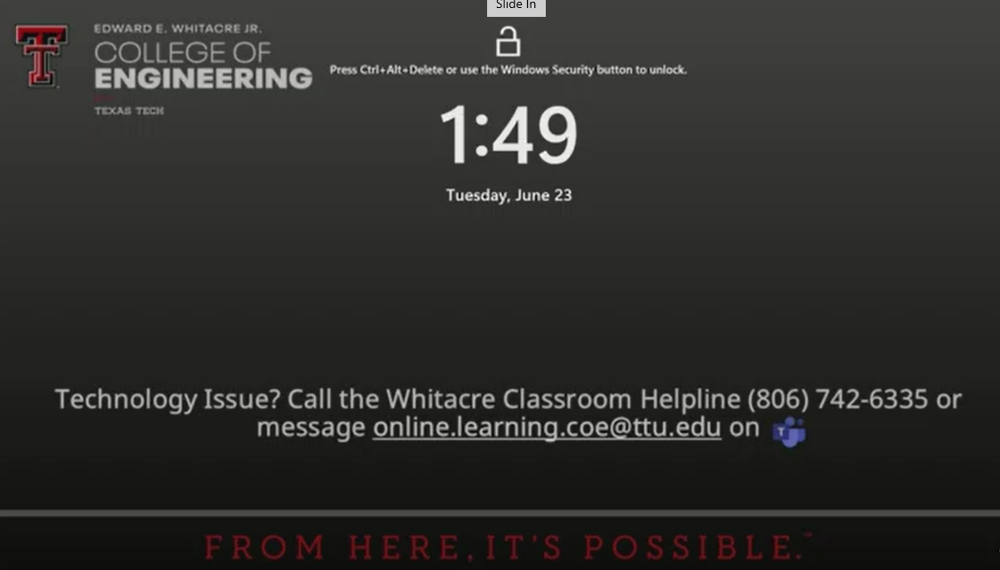 Slide In
EDWARD E. WHITACRE JR.
COLLEGE OF
ENGINEERING
TEXAS TECH
Press Ctrl+Alt+Delete or use the Windows Security button to unlock.
1:49
Tuesday, June 23
Technology Issue? Call the Whitacre Classroom Helpline (806) 742-6335 or
message online.learning.coe@ttu.edu on
FROM HERE, IT'S POSSIBLE.™